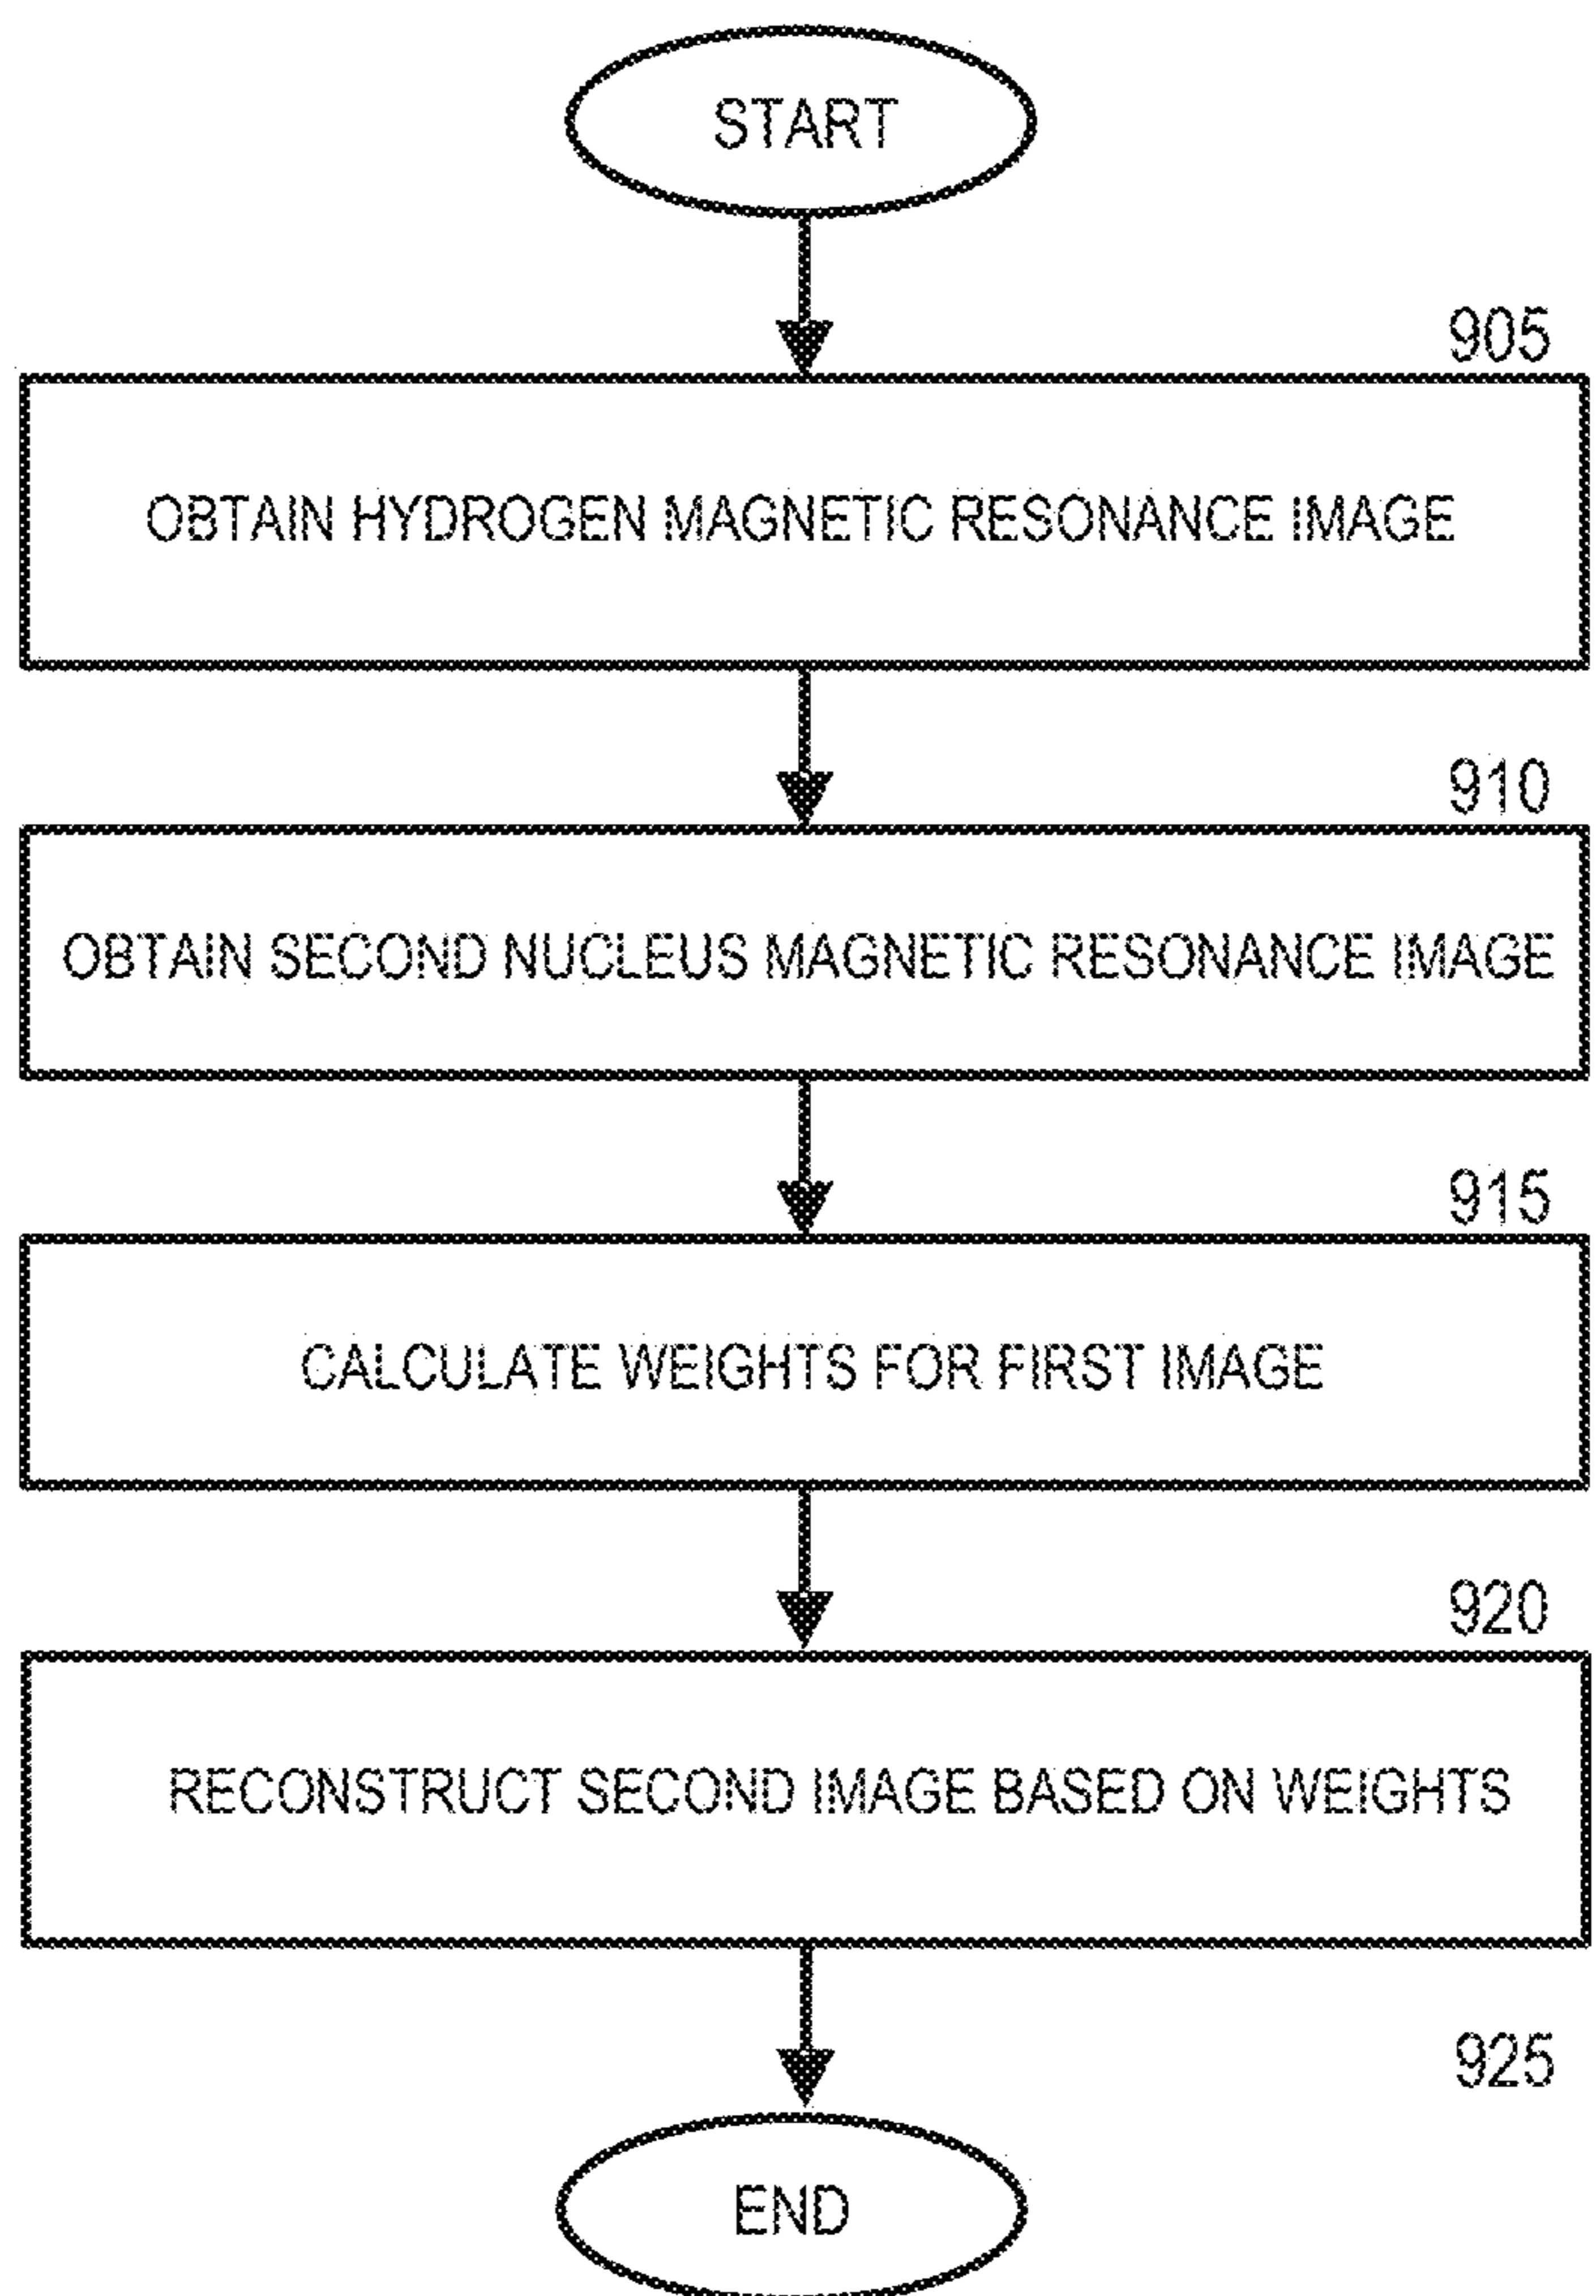 START
905
OBTAIN HYDROGEN MAGNETIC RESONANCE IMAGE
910
OBTAIN SECOND NUCLEUS MAGNETIC RESONANCE IMAGE
915
CALCULATE WEIGHTS FOR FIRST IMAGE
920
RECONSTRUCT SECOND IMAGE BASED ON WEIGHTS
925
END